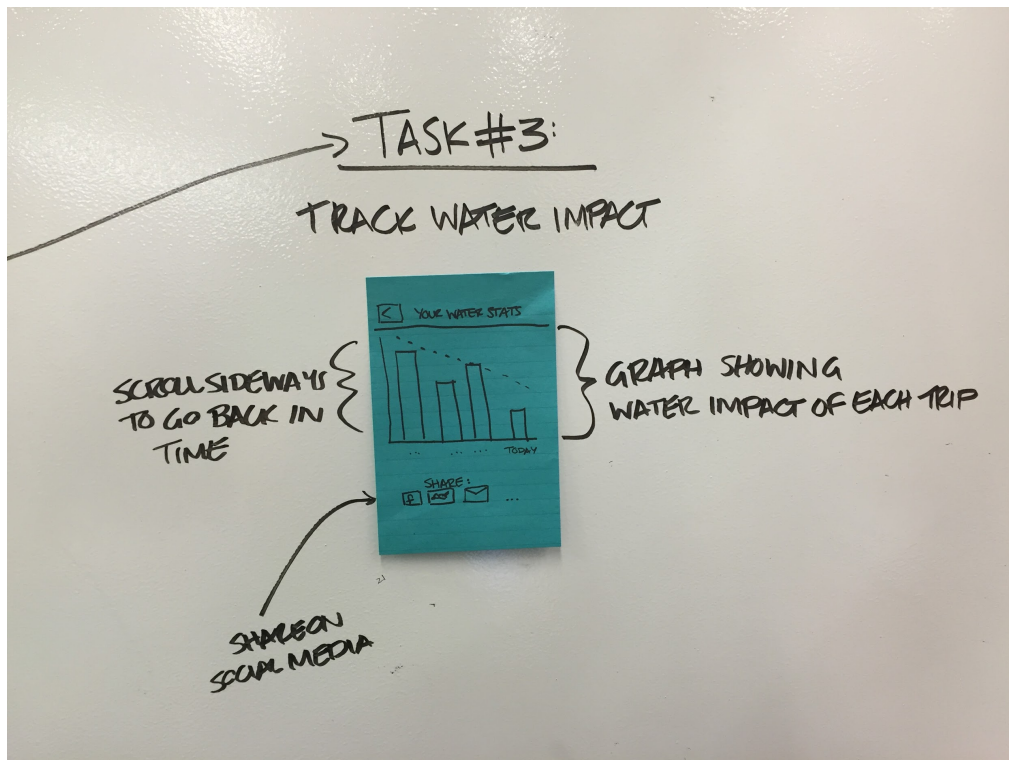 TASK #3:
TRACK WATER IMPACT
< YOUR WATER STATS
SCROLL SIDEWAYS
TO GO BACK IN
TIME
GRAPH SHOWING
WATER IMPACT OF EACH TRIP
... ... ... TODAY
SHARE:
f ...
SHARE ON
SOCIAL MEDIA